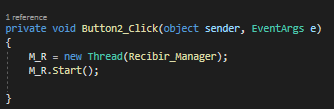 1 reference
private void Button2_Click(object sender, EventArgs e)
{
M_R = new Thread(Recibir_Manager);
M_R.Start();
}